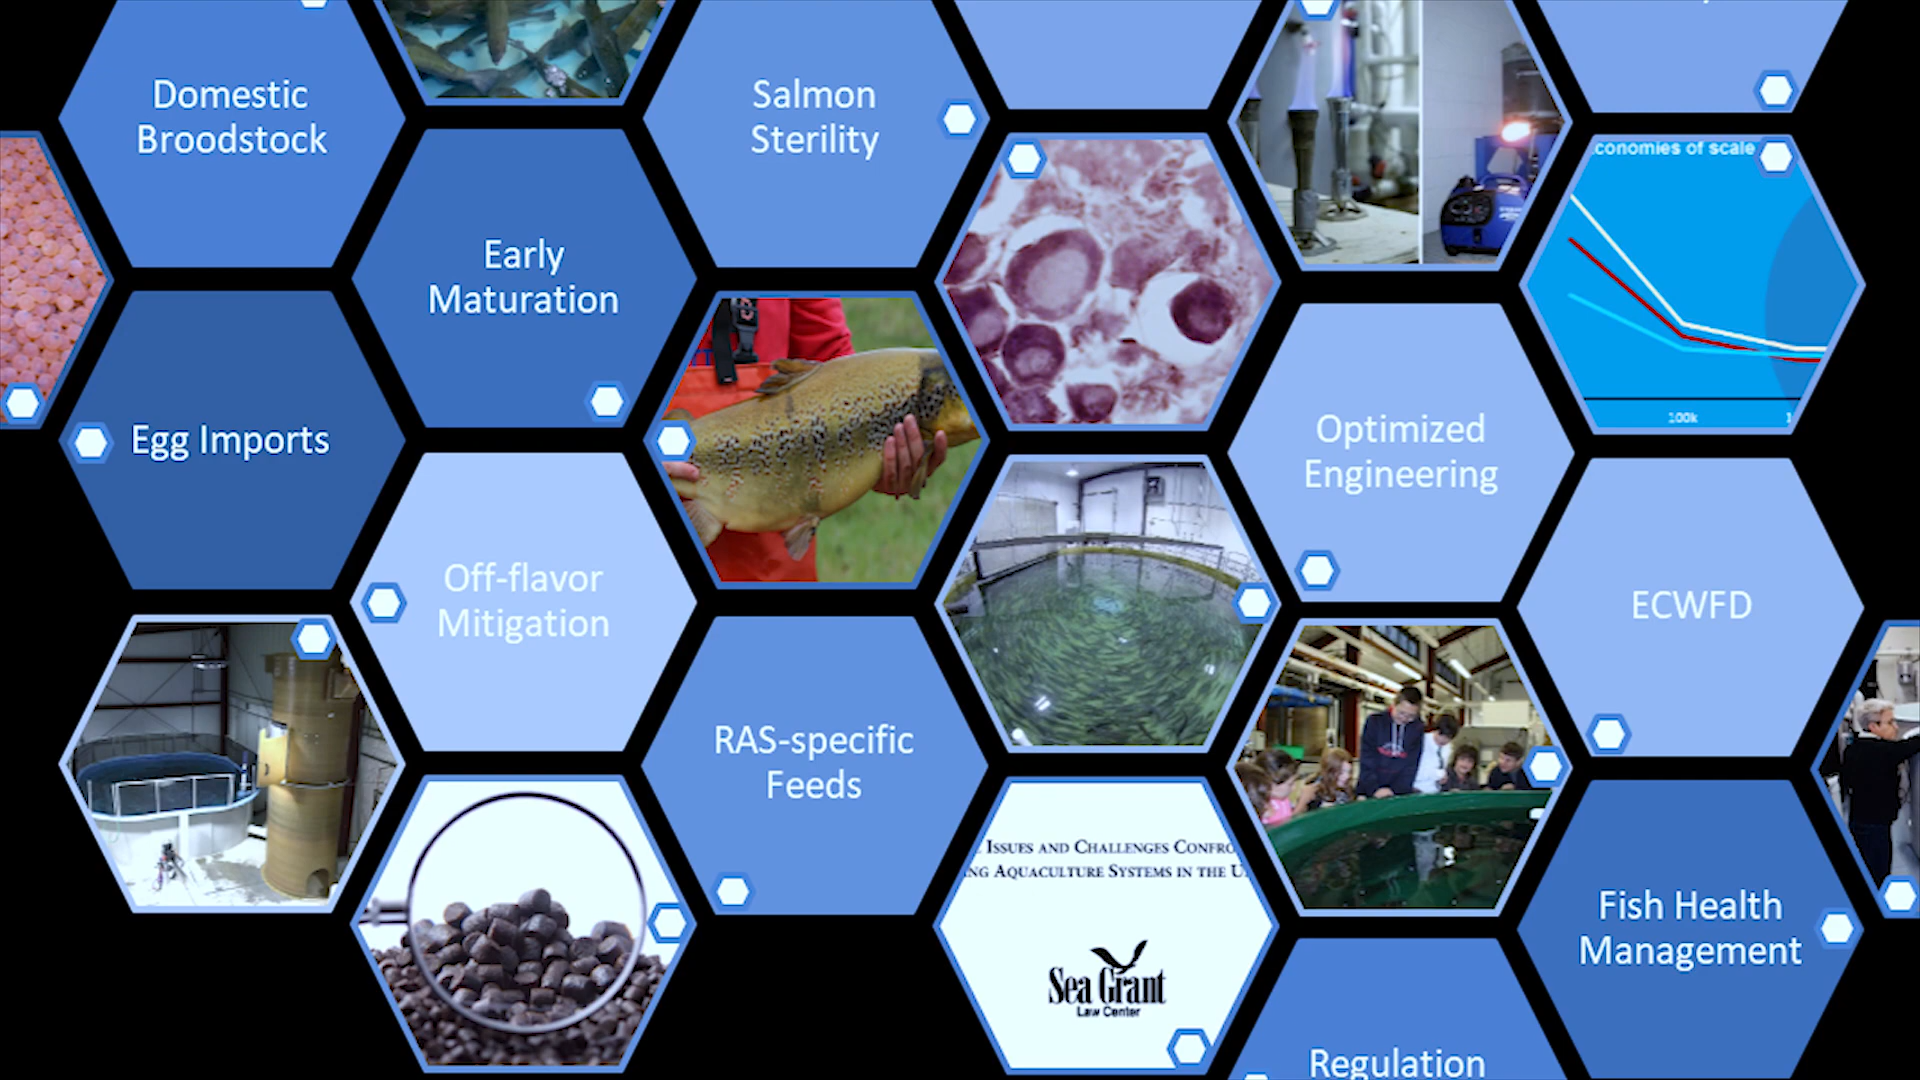 Domestic
Broodstock
Salmon
Sterility
conomies of scale
Early
Maturation
100k
Egg Imports
Optimized
Engineering
Off-flavor
Mitigation
ECWFD
RAS-specific
Feeds
Issues and Challenges Confro
ng Aquaculture Systems in the U
Sea Grant
Law Center
Fish Health
Management
Regulation